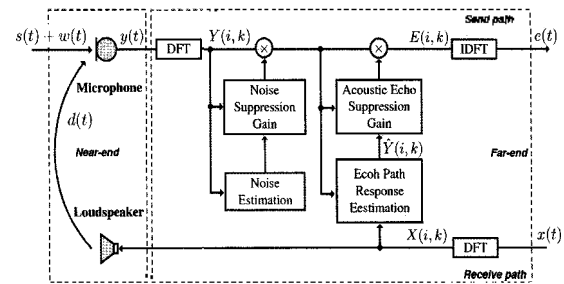 Send path
s(t) + w(t)
y(t)
DFT
Y(i, k)
×
×
E(i, k)
IDFT
e(t)
Microphone
Noise
Suppression
Gain
Acoustic Echo
Suppression
Gain
d(t)
Near-end
Ŷ(i, k)
Far-end
Noise
Estimation
Ecoh Path
Response
Eestimation
Loudspeaker
X(i, k)
DFT
x(t)
Receive path